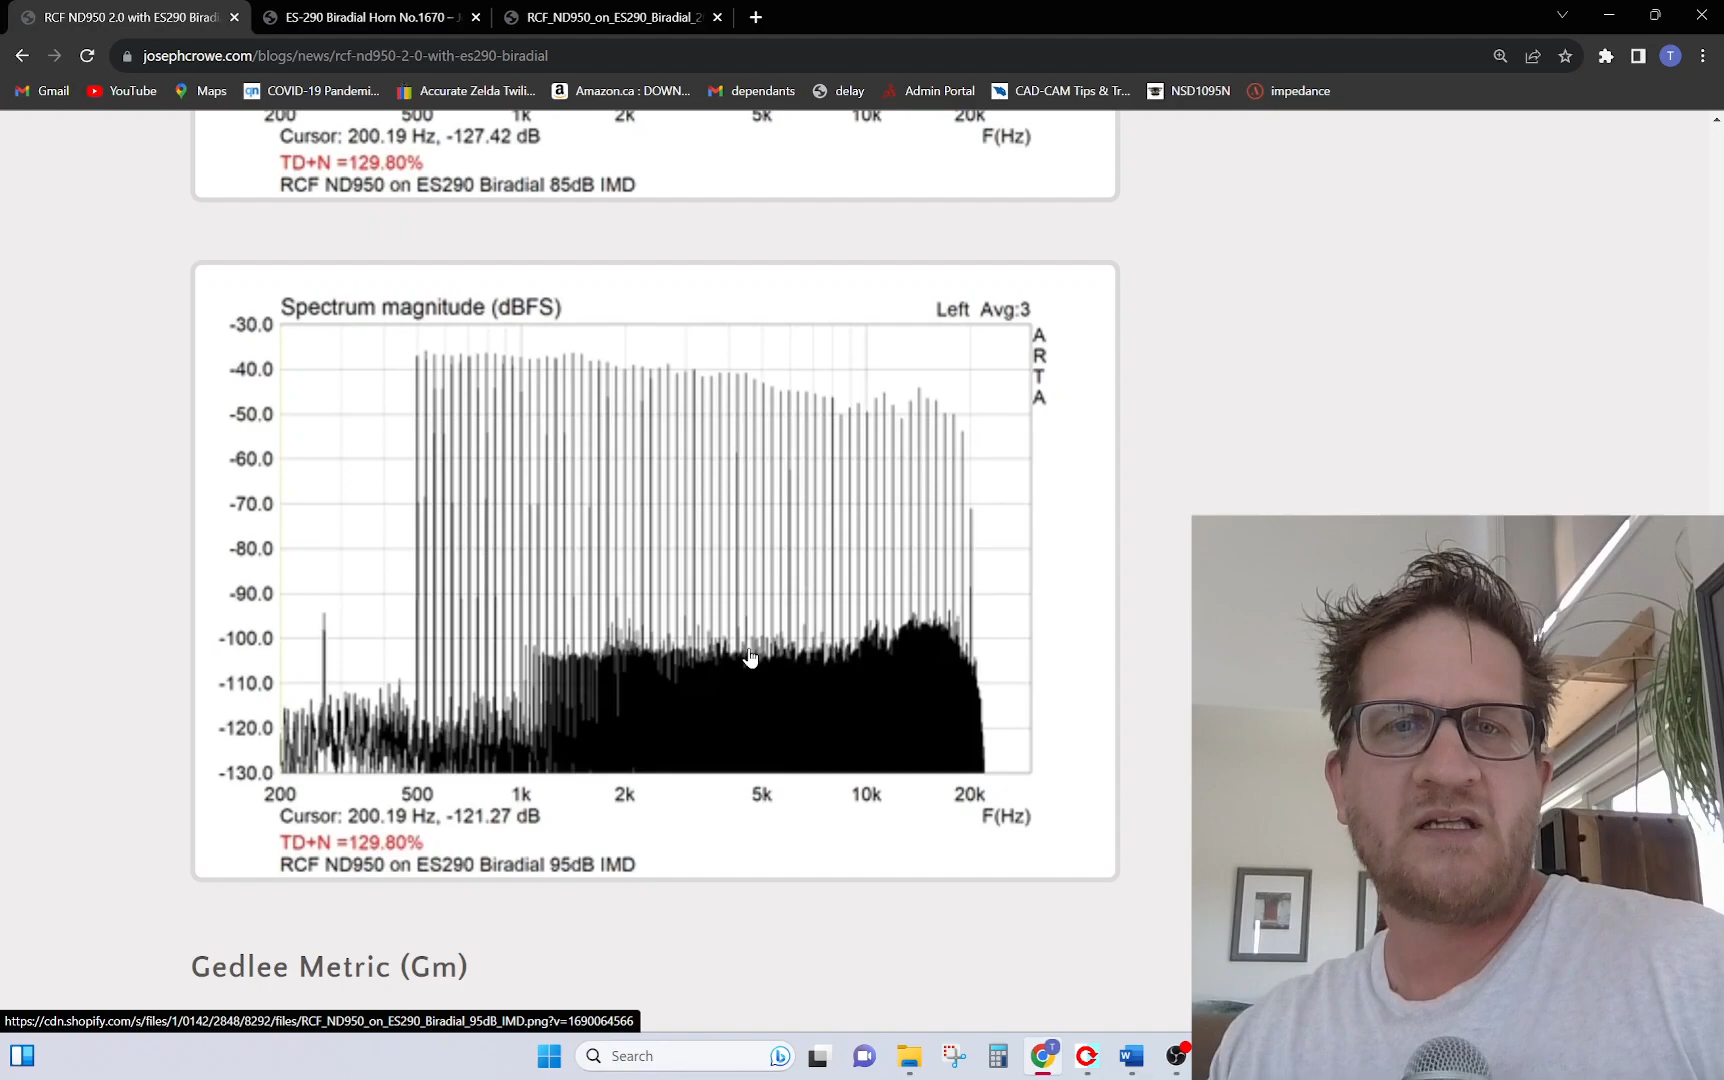 RCF ND950 2.0 with ES290 Biradi
ES-290 Biradial Horn No.1670 – J
RCF_ND950_on_ES290_Biradial_2
josephcrowe.com/blogs/news/rcf-nd950-2-0-with-es290-biradial
T
Gmail
YouTube
Maps
qn
COVID-19 Pandemi...
Accurate Zelda Twili...
a
Amazon.ca : DOWN...
dependants
delay
Admin Portal
CAD-CAM Tips & Tr...
NSD1095N
impedance
200 500 1k 2k 5k 10k 20k
Cursor: 200.19 Hz, -127.42 dB
F(Hz)
TD+N =129.80%
RCF ND950 on ES290 Biradial 85dB IMD
Spectrum magnitude (dBFS)
Left Avg:3
-30.0
ARTA
-40.0
-50.0
-60.0
-70.0
-80.0
-90.0
-100.0
-110.0
-120.0
-130.0
200 500 1k 2k 5k 10k 20k
Cursor: 200.19 Hz, -121.27 dB
F(Hz)
TD+N =129.80%
RCF ND950 on ES290 Biradial 95dB IMD
Gedlee Metric (Gm)
https://cdn.shopify.com/s/files/1/0142/2848/8292/files/RCF_ND950_on_ES290_Biradial_95dB_IMD.png?v=1690064566
Search